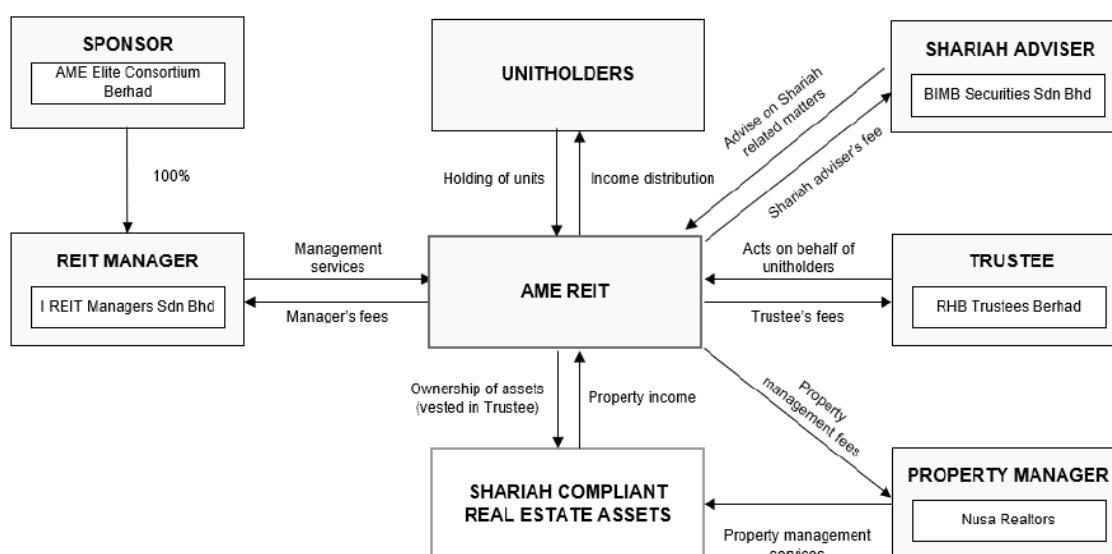 SPONSOR
AME Elite Consortium
Berhad
UNITHOLDERS
SHARIAH ADVISER
BIMB Securities Sdn Bhd
Advise on Shariah
related matters
Shariah adviser's fee
100%
Holding of units
Income distribution
REIT MANAGER
I REIT Managers Sdn Bhd
Management
services
Manager's fees
AME REIT
Acts on behalf of
unitholders
Trustee's fees
TRUSTEE
RHB Trustees Berhad
Ownership of assets
(vested in Trustee)
Property income
Property
management fees
SHARIAH COMPLIANT
REAL ESTATE ASSETS
PROPERTY MANAGER
Nusa Realtors
Property management
services